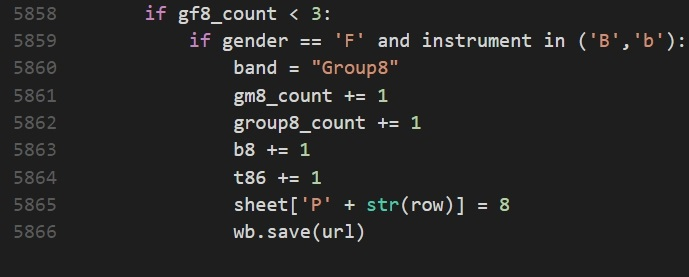 5858 if gf8_count < 3:
5859 if gender == 'F' and instrument in ('B','b'):
5860 band = "Group8"
5861 gm8_count += 1
5862 group8_count += 1
5863 b8 += 1
5864 t86 += 1
5865 sheet['P' + str(row)] = 8
5866 wb.save(url)